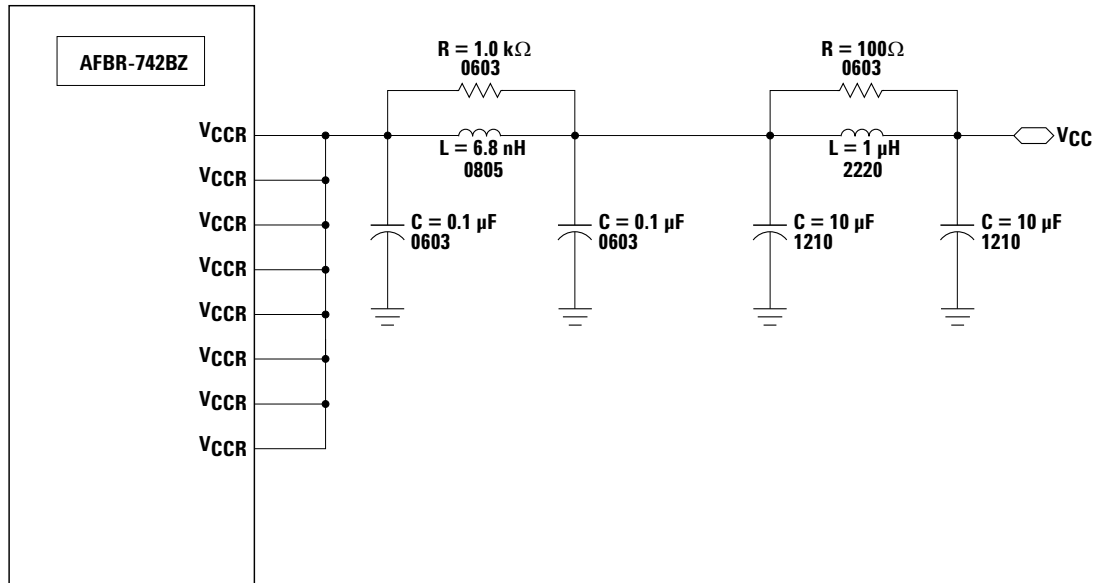 AFBR-742BZ
R = 1.0 kΩ
0603
R = 100Ω
0603
VCCR
L = 6.8 nH
0805
L = 1 µH
2220
VCC
VCCR
VCCR
C = 0.1 µF
0603
C = 0.1 µF
0603
C = 10 µF
1210
C = 10 µF
1210
VCCR
VCCR
VCCR
VCCR
VCCR